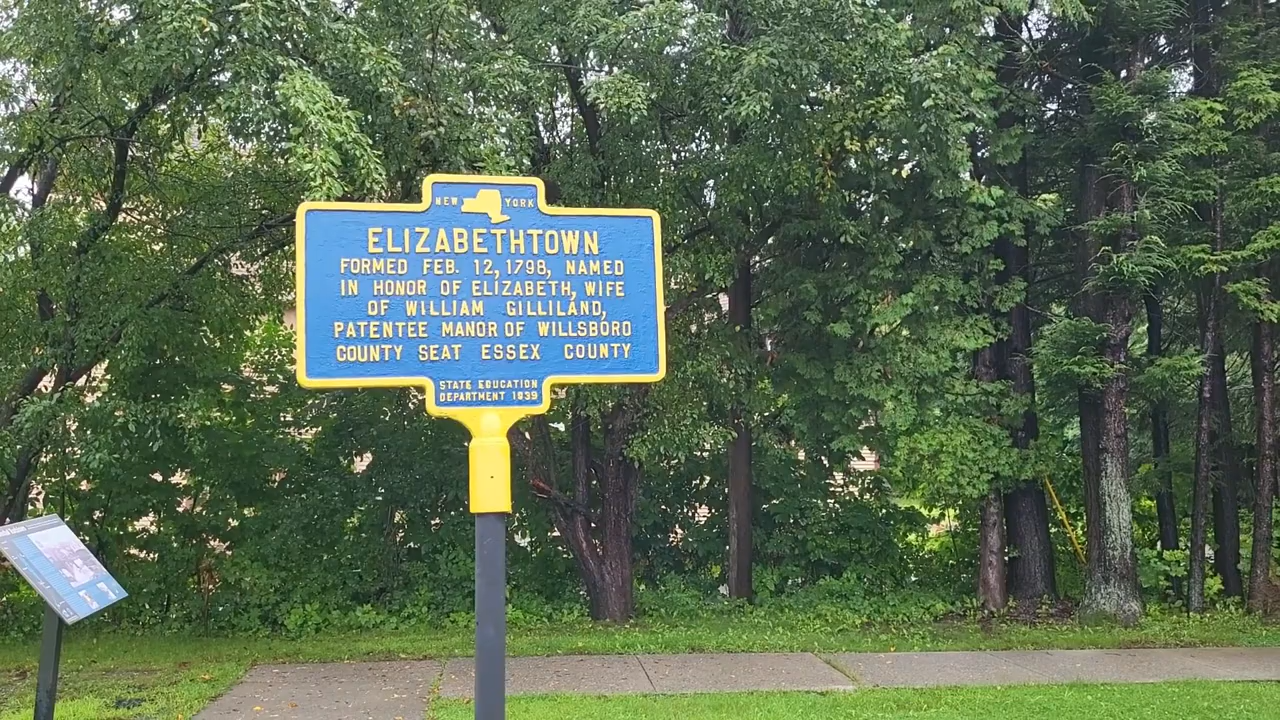 NEW YORK
ELIZABETHTOWN
FORMED FEB. 12, 1798, NAMED
IN HONOR OF ELIZABETH, WIFE
OF WILLIAM GILLILAND,
PATENTEE MANOR OF WILLSBORO
COUNTY SEAT ESSEX COUNTY
STATE EDUCATION
DEPARTMENT 1939